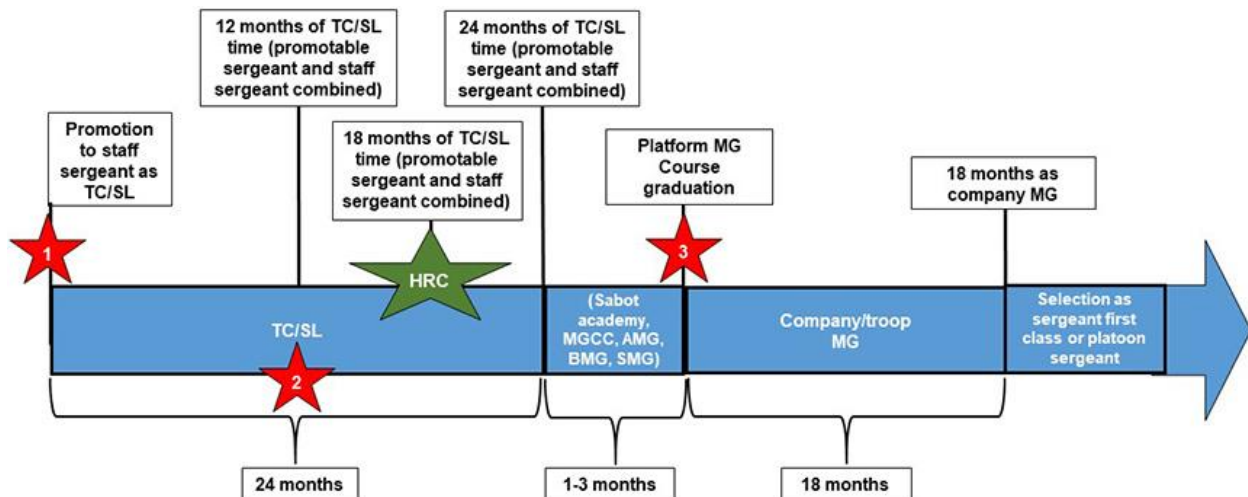 12 months of TC/SL
time (promotable
sergeant and staff
sergeant combined)
24 months of TC/SL
time (promotable
sergeant and staff
sergeant combined)
Promotion
to staff
sergeant as
TC/SL
18 months of TC/SL
time (promotable
sergeant and staff
sergeant combined)
Platform MG
Course
graduation
18 months as
company MG
1
HRC
3
TC/SL
2
(Sabot
academy,
MGCC, AMG,
BMG, SMG)
Company/troop
MG
Selection as
sergeant first
class or platoon
sergeant
24 months
1-3 months
18 months